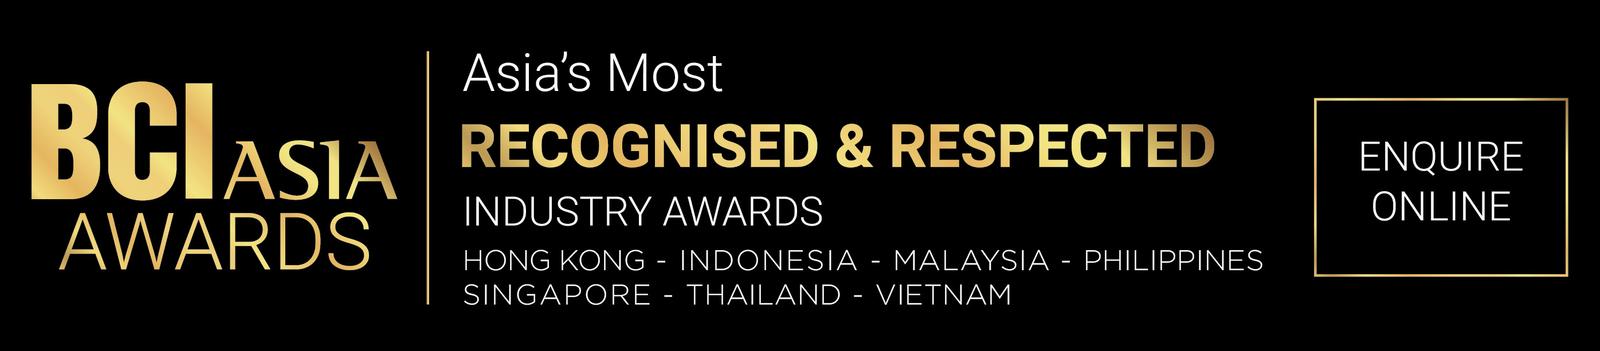 BCI ASIA
AWARDS
Asia’s Most
RECOGNISED & RESPECTED
INDUSTRY AWARDS
HONG KONG - INDONESIA - MALAYSIA - PHILIPPINES
SINGAPORE - THAILAND - VIETNAM
ENQUIRE
ONLINE